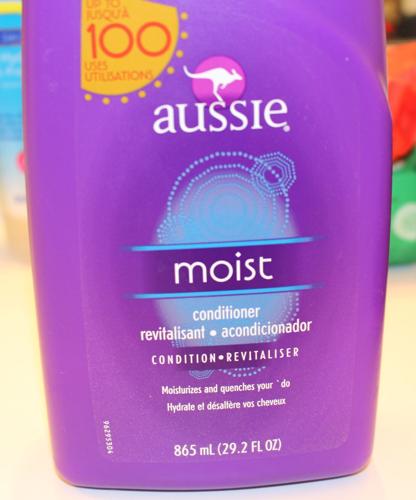 UP TO
JUSQU'À
100
USES
UTILISATIONS
aussie
moist
conditioner
revitalisant • acondicionador
CONDITION•REVITALISER
Moisturizes and quenches your 'do
Hydrate et désaltère vos cheveux
96295304
865 mL (29.2 FL OZ)